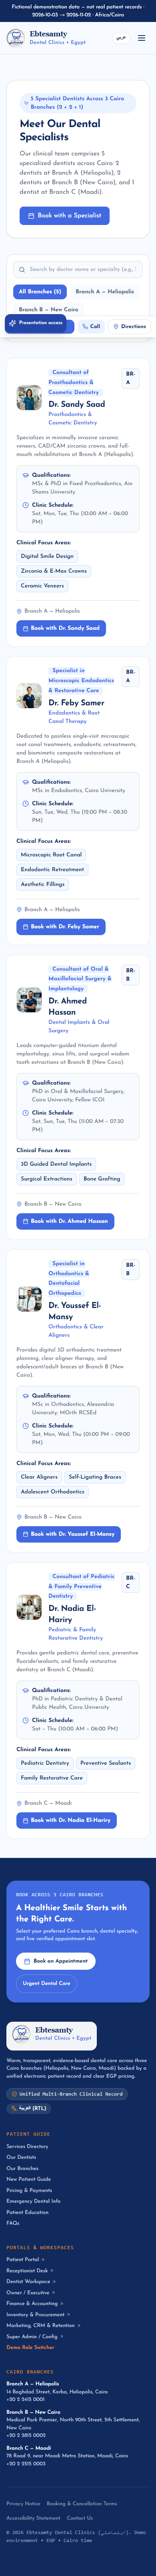 Fictional demonstration data — not real patient records ·
2026-10-03 → 2026-11-02 · Africa/Cairo
Ebtesamty
Dental Clinics • Egypt
عربي
5 Specialist Dentists Across 3 Cairo
Branches (2 + 2 + 1)
Meet Our Dental
Specialists
Our clinical team comprises 5
specialized dentists across Cairo: 2
dentists at Branch A (Heliopolis), 2
dentists at Branch B (New Cairo), and 1
dentist at Branch C (Maadi).
Book with a Specialist
Search by doctor name or specialty (e.g.,
All Branches (5)
Branch A — Heliopolis
Branch B — New Cairo
Presentation access
Call
Directions
Consultant of
Prosthodontics &
Cosmetic Dentistry
BR-
A
Dr. Sandy Saad
Prosthodontics &
Cosmetic Dentistry
Specializes in minimally invasive ceramic
veneers, CAD/CAM zirconia crowns, and full-
mouth rehabilitations at Branch A (Heliopolis).
Qualifications:
MSc & PhD in Fixed Prosthodontics, Ain
Shams University
Clinic Schedule:
Sat, Mon, Tue, Thu (10:00 AM – 06:00
PM)
Clinical Focus Areas:
Digital Smile Design
Zirconia & E-Max Crowns
Ceramic Veneers
Branch A — Heliopolis
Book with Dr. Sandy Saad
Specialist in
Microscopic Endodontics
& Restorative Care
BR-
A
Dr. Feby Samer
Endodontics & Root
Canal Therapy
Dedicated to painless single-visit microscopic
root canal treatments, endodontic retreatments,
and biomimetic composite restorations at
Branch A (Heliopolis).
Qualifications:
MSc in Endodontics, Cairo University
Clinic Schedule:
Sun, Tue, Wed, Thu (12:00 PM – 08:30
PM)
Clinical Focus Areas:
Microscopic Root Canal
Endodontic Retreatment
Aesthetic Fillings
Branch A — Heliopolis
Book with Dr. Feby Samer
Consultant of Oral &
Maxillofacial Surgery &
Implantology
BR-
B
Dr. Ahmed
Hassan
Dental Implants & Oral
Surgery
Leads computer-guided titanium dental
implantology, sinus lifts, and surgical wisdom
tooth extractions at Branch B (New Cairo).
Qualifications:
PhD in Oral & Maxillofacial Surgery,
Cairo University; Fellow ICOI
Clinic Schedule:
Sat, Sun, Tue, Thu (11:00 AM – 07:30
PM)
Clinical Focus Areas:
3D Guided Dental Implants
Surgical Extractions
Bone Grafting
Branch B — New Cairo
Book with Dr. Ahmed Hassan
Specialist in
Orthodontics &
Dentofacial
Orthopedics
BR-
B
Dr. Youssef El-
Mansy
Orthodontics & Clear
Aligners
Provides digital 3D orthodontic treatment
planning, clear aligner therapy, and
adolescent/adult braces at Branch B (New
Cairo).
Qualifications:
MSc in Orthodontics, Alexandria
University; MOrth RCSEd
Clinic Schedule:
Sat, Mon, Wed, Thu (01:00 PM – 09:00
PM)
Clinical Focus Areas:
Clear Aligners
Self-Ligating Braces
Adolescent Orthodontics
Branch B — New Cairo
Book with Dr. Youssef El-Mansy
Consultant of Pediatric
& Family Preventive
Dentistry
BR-
C
Dr. Nadia El-
Hariry
Pediatric & Family
Restorative Dentistry
Provides gentle pediatric dental care, preventive
fluoride/sealants, and family restorative
dentistry at Branch C (Maadi).
Qualifications:
PhD in Pediatric Dentistry & Dental
Public Health, Cairo University
Clinic Schedule:
Sat – Thu (10:00 AM – 06:00 PM)
Clinical Focus Areas:
Pediatric Dentistry
Preventive Sealants
Family Restorative Care
Branch C — Maadi
Book with Dr. Nadia El-Hariry
BOOK ACROSS 3 CAIRO BRANCHES
A Healthier Smile Starts with
the Right Care.
Select your preferred Cairo branch, dental specialist,
and live verified appointment slot.
Book an Appointment
Urgent Dental Care
Ebtesamty
Dental Clinics • Egypt
Warm, transparent, evidence-based dental care across three
Cairo branches (Heliopolis, New Cairo, Maadi) backed by a
unified electronic patient record and clear EGP pricing.
Unified Multi-Branch Clinical Record
العربية (RTL)
PATIENT GUIDE
Services Directory
Our Dentists
Our Branches
New Patient Guide
Pricing & Payments
Emergency Dental Info
Patient Education
FAQs
PORTALS & WORKSPACES
Patient Portal ↗
Receptionist Desk ↗
Dentist Workspace ↗
Owner / Executive ↗
Finance & Accounting ↗
Inventory & Procurement ↗
Marketing, CRM & Retention ↗
Super Admin / Config ↗
Demo Role Switcher
CAIRO BRANCHES
Branch A — Heliopolis
14 Baghdad Street, Korba, Heliopolis, Cairo
+20 2 2415 0001
Branch B — New Cairo
Medical Park Premier, North 90th Street, 5th Settlement,
New Cairo
+20 2 2815 0002
Branch C — Maadi
78 Road 9, near Maadi Metro Station, Maadi, Cairo
+20 2 2515 0003
Privacy Notice
Booking & Cancellation Terms
Accessibility Statement
Contact Us
© 2026 Ebtesamty Dental Clinics (إبتسامتي). Demo
environment • EGP • Cairo time